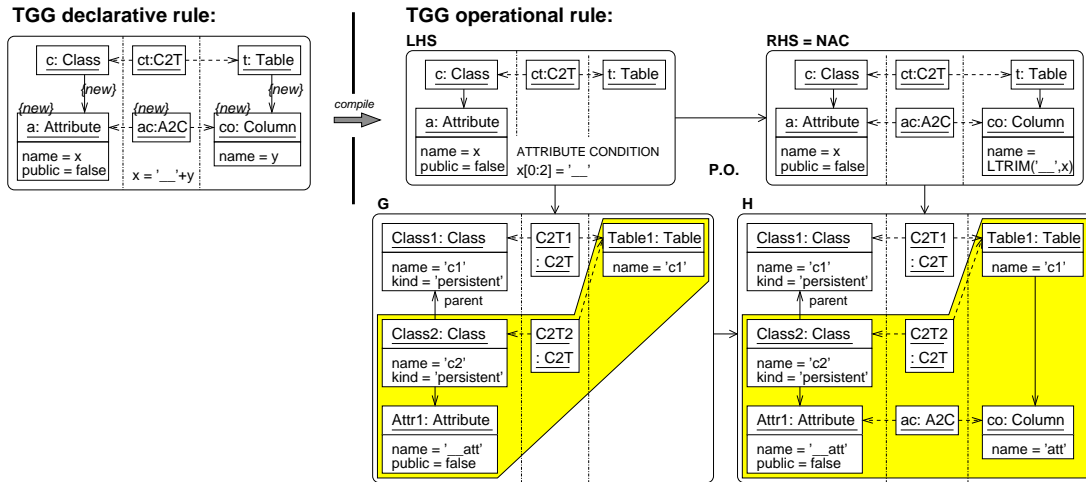 TGG declarative rule:
c: Class
ct:C2T
t: Table
{new}
{new}
{new}
{new}
{new}
a: Attribute
ac:A2C
co: Column
name = x
public = false
name = y
x = '__'+y
compile
TGG operational rule:
LHS
c: Class
ct:C2T
t: Table
a: Attribute
name = x
public = false
ATTRIBUTE CONDITION
x[0:2] = '__'
P.O.
RHS = NAC
c: Class
ct:C2T
t: Table
a: Attribute
ac:A2C
co: Column
name = x
public = false
name =
LTRIM('__',x)
G
Class1: Class
C2T1
: C2T
Table1: Table
name = 'c1'
kind = 'persistent'
name = 'c1'
parent
Class2: Class
C2T2
: C2T
name = 'c2'
kind = 'persistent'
Attr1: Attribute
name = '__att'
public = false
H
Class1: Class
C2T1
: C2T
Table1: Table
name = 'c1'
kind = 'persistent'
name = 'c1'
parent
Class2: Class
C2T2
: C2T
name = 'c2'
kind = 'persistent'
Attr1: Attribute
ac: A2C
co: Column
name = '__att'
public = false
name = 'att'